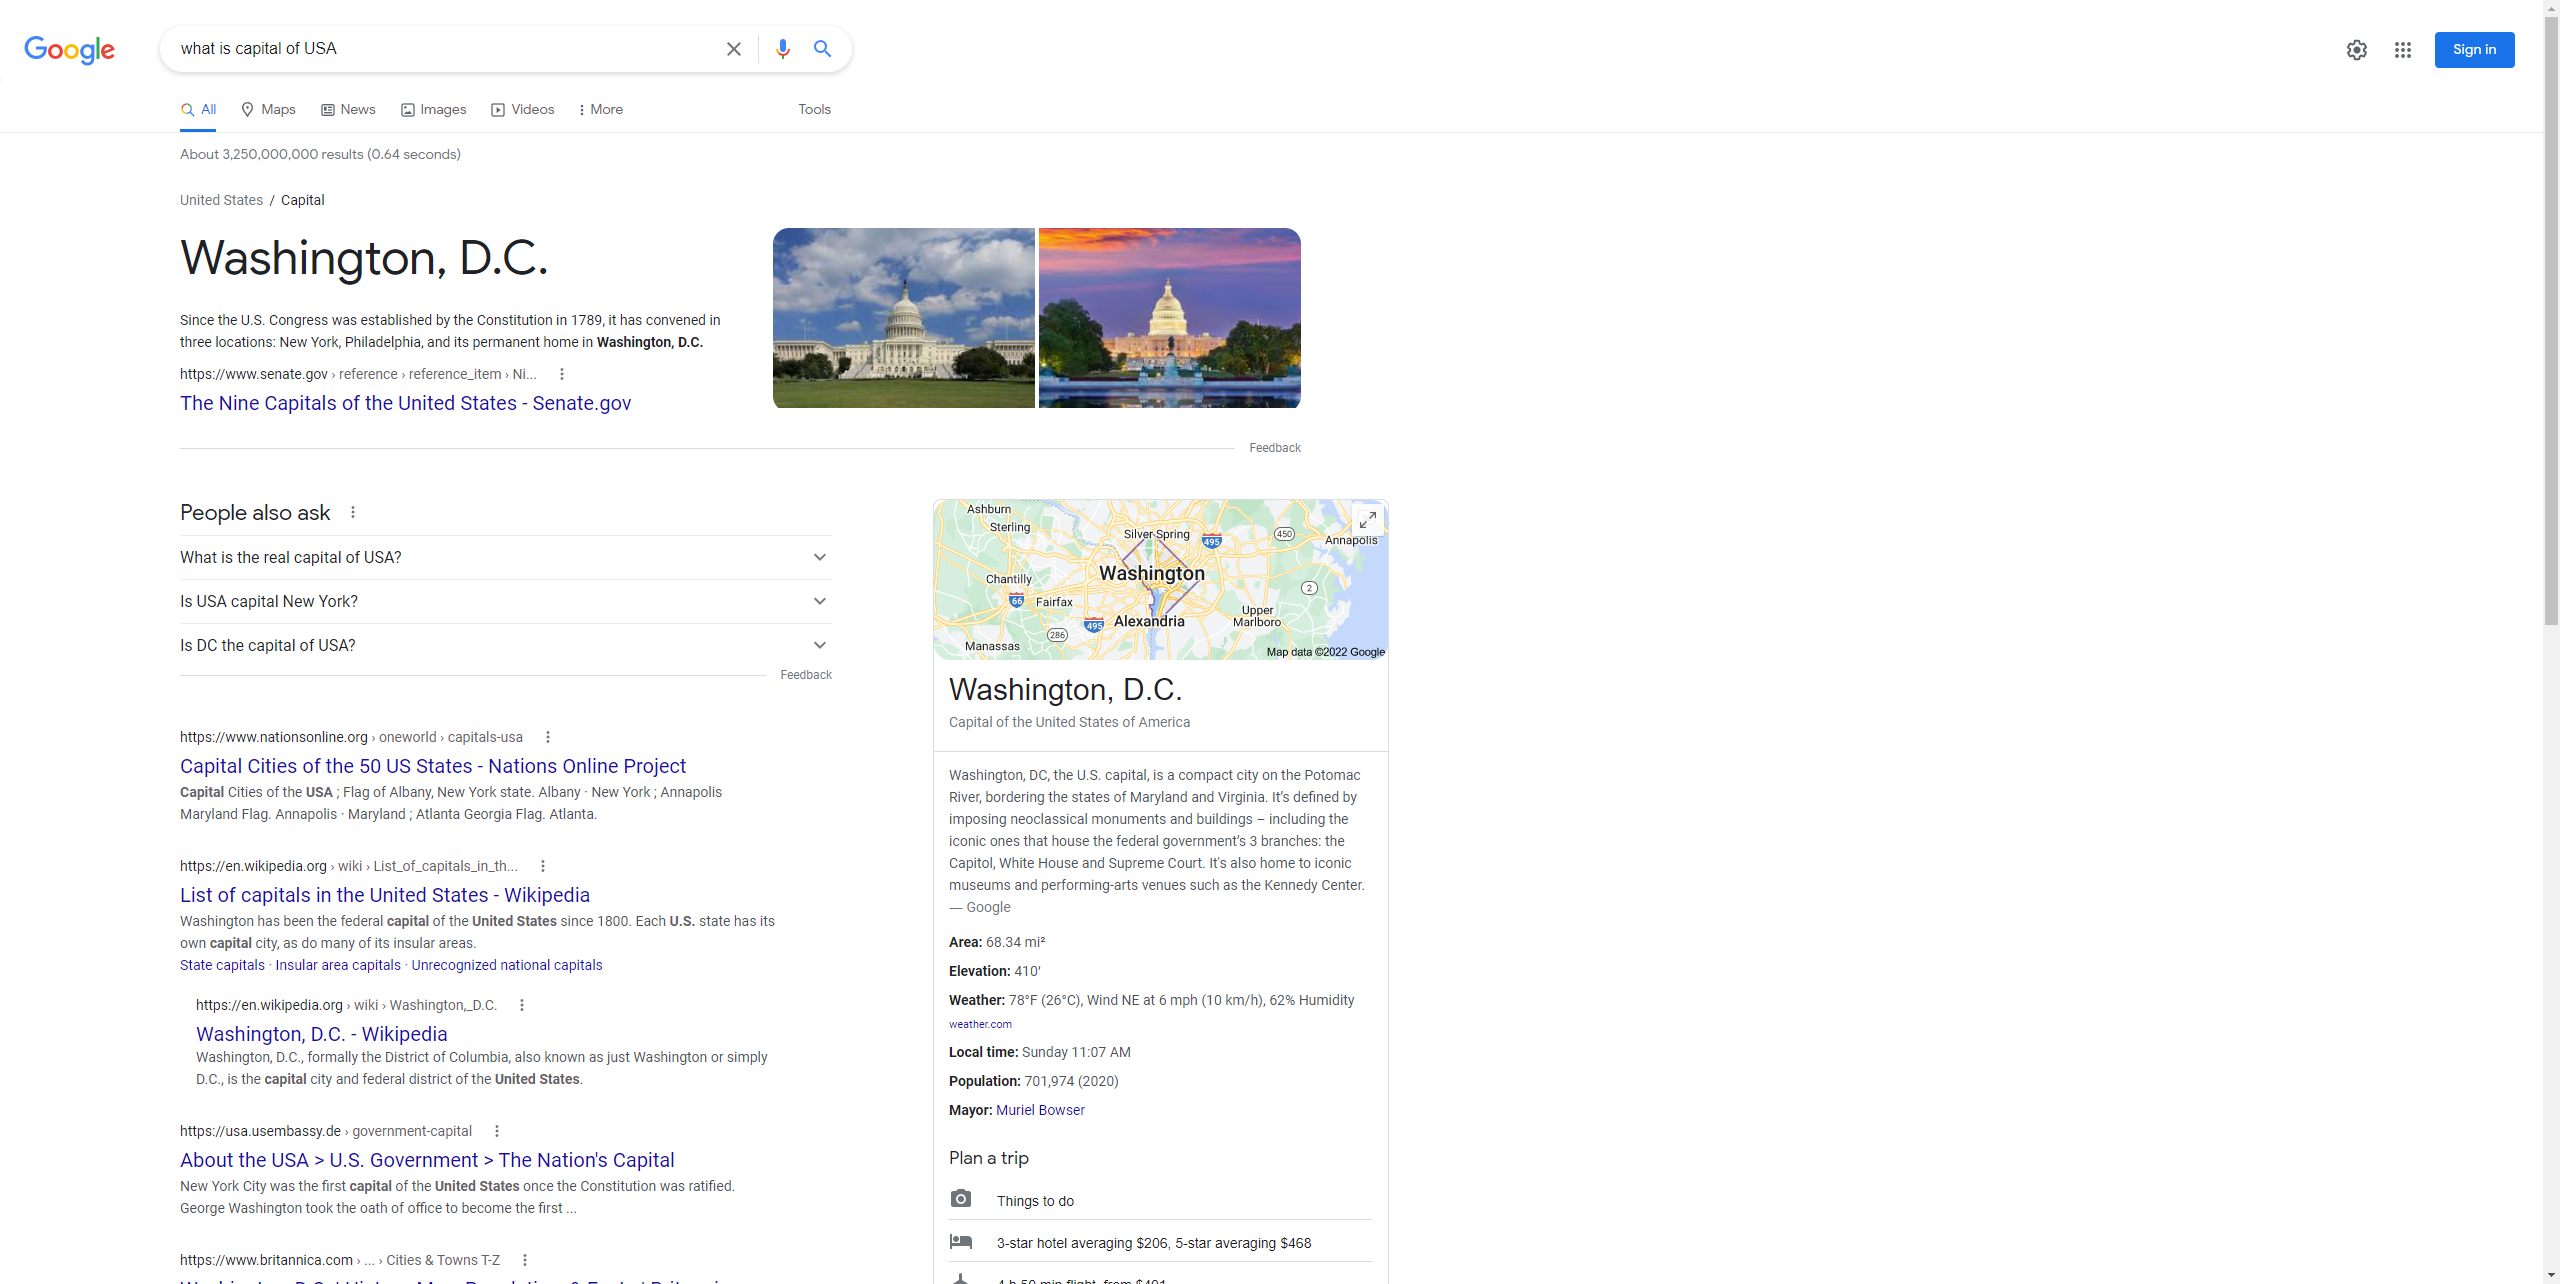 Google
what is capital of USA
Sign in
All
Maps
News
Images
Videos
More
Tools
About 3,250,000,000 results (0.64 seconds)
United States / Capital
Washington, D.C.
Since the U.S. Congress was established by the Constitution in 1789, it has convened in
three locations: New York, Philadelphia, and its permanent home in Washington, D.C.
https://www.senate.gov › reference › reference_item › Ni...
The Nine Capitals of the United States - Senate.gov
Feedback
People also ask
What is the real capital of USA?
Is USA capital New York?
Is DC the capital of USA?
Feedback
https://www.nationsonline.org › oneworld › capitals-usa
Capital Cities of the 50 US States - Nations Online Project
Capital Cities of the USA ; Flag of Albany, New York state. Albany · New York ; Annapolis
Maryland Flag. Annapolis · Maryland ; Atlanta Georgia Flag. Atlanta.
https://en.wikipedia.org › wiki › List_of_capitals_in_th...
List of capitals in the United States - Wikipedia
Washington has been the federal capital of the United States since 1800. Each U.S. state has its
own capital city, as do many of its insular areas.
State capitals · Insular area capitals · Unrecognized national capitals
https://en.wikipedia.org › wiki › Washington,_D.C.
Washington, D.C. - Wikipedia
Washington, D.C., formally the District of Columbia, also known as just Washington or simply
D.C., is the capital city and federal district of the United States.
https://usa.usembassy.de › government-capital
About the USA > U.S. Government > The Nation's Capital
New York City was the first capital of the United States once the Constitution was ratified.
George Washington took the oath of office to become the first ...
https://www.britannica.com › ... › Cities & Towns T-Z
Ashburn
Sterling
Silver Spring
495
450
Annapolis
Washington
Chantilly
2
66
Fairfax
Upper
Marlboro
495
Alexandria
286
Manassas
Map data ©2022 Google
Washington, D.C.
Capital of the United States of America
Washington, DC, the U.S. capital, is a compact city on the Potomac
River, bordering the states of Maryland and Virginia. It's defined by
imposing neoclassical monuments and buildings – including the
iconic ones that house the federal government's 3 branches: the
Capitol, White House and Supreme Court. It's also home to iconic
museums and performing-arts venues such as the Kennedy Center.
— Google
Area: 68.34 mi²
Elevation: 410'
Weather: 78°F (26°C), Wind NE at 6 mph (10 km/h), 62% Humidity
weather.com
Local time: Sunday 11:07 AM
Population: 701,974 (2020)
Mayor: Muriel Bowser
Plan a trip
Things to do
3-star hotel averaging $206, 5-star averaging $468